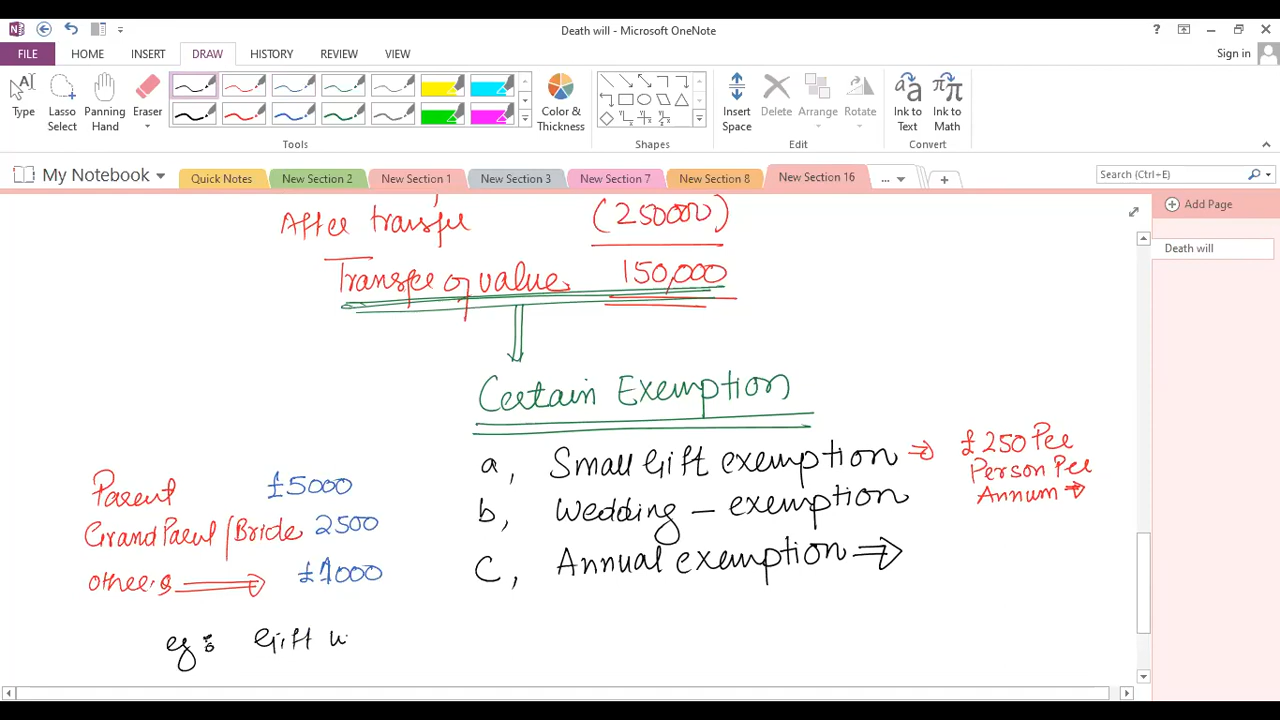 Death will - Microsoft OneNote
Sign in
FILE HOME INSERT DRAW HISTORY REVIEW VIEW
Type Lasso Select Panning Hand Eraser Color & Thickness Insert Space Delete Arrange Rotate Ink to Text Ink to Math
Tools Shapes Edit Convert
My Notebook Quick Notes New Section 2 New Section 1 New Section 3 New Section 7 New Section 8 New Section 16 ... Search (Ctrl+E)
Add Page
Death will
After transfer (250000)
Transfer of value 150,000
Certain Exemption
a, Small Gift exemption £250 Per
Person Per
Annum
b, Wedding - exemption
c, Annual exemption
Parent £5000
Grand Parent / Bride 2500
others £1000
eg: Gift w